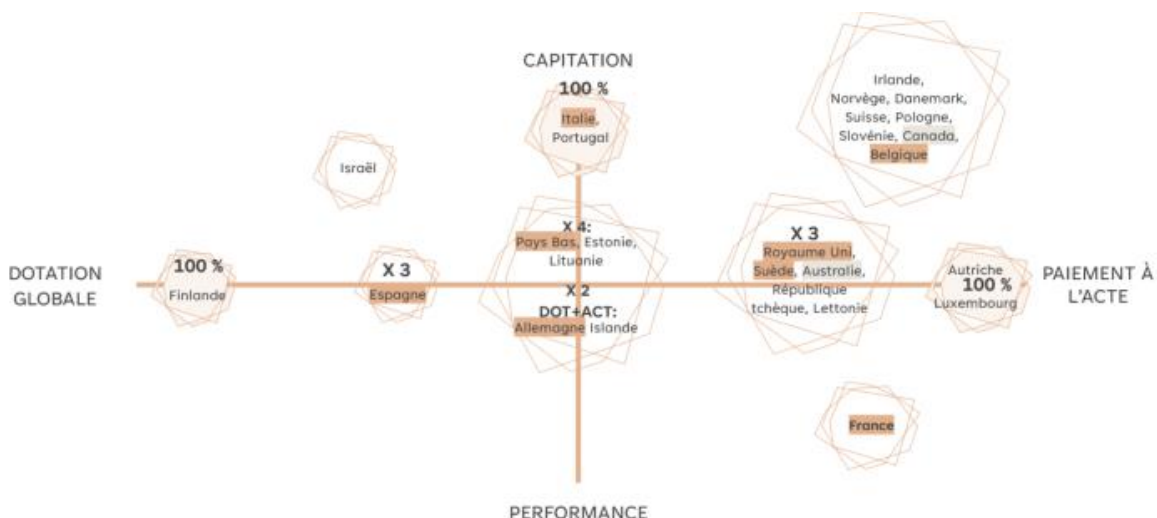 CAPITATION
100 %
Italie,
Portugal
Irlande,
Norvège, Danemark,
Suisse, Pologne,
Slovénie, Canada,
Belgique
Israël
DOTATION
GLOBALE
100 %
Finlande
X 3
Espagne
X 4:
Pays Bas, Estonie,
Lituanie
X 2
DOT+ACT:
Allemagne Islande
X 3
Royaume Uni,
Suède, Australie,
République
tchèque, Lettonie
Autriche
100 %
Luxembourg
PAIEMENT À
L'ACTE
France
PERFORMANCE